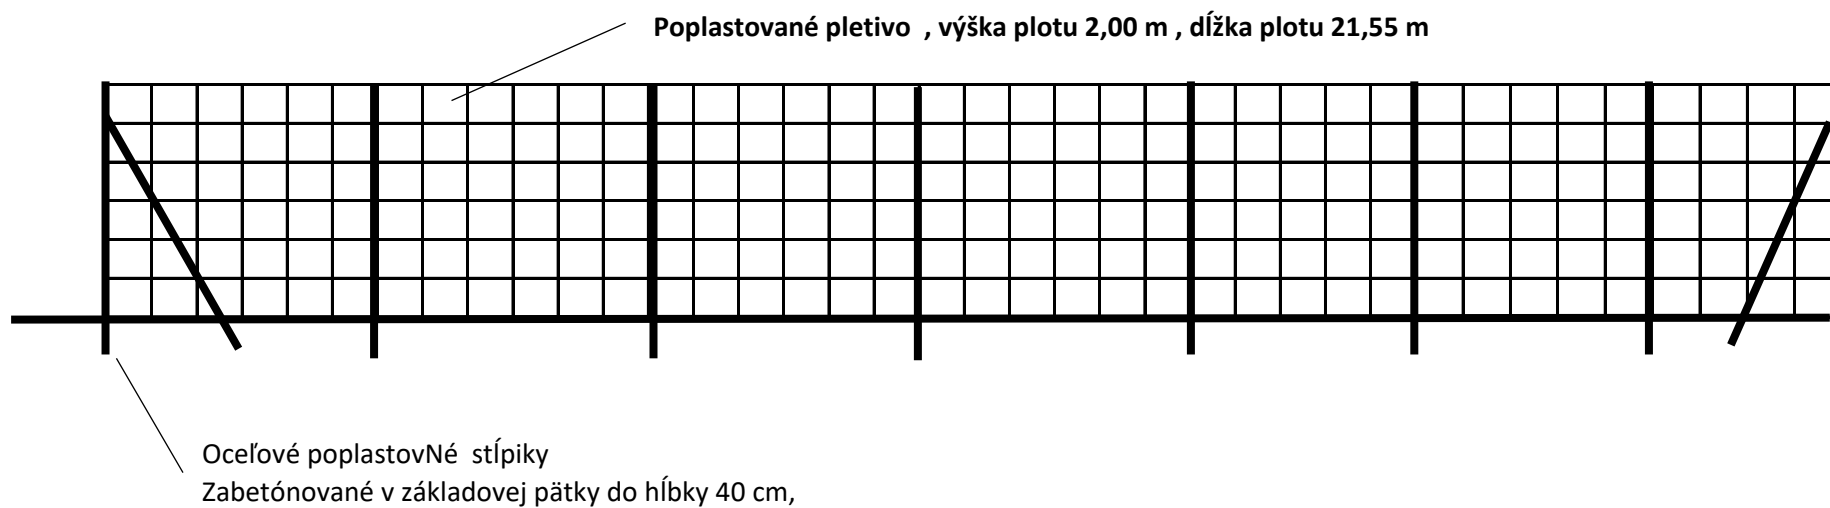 Poplastované pletivo , výška plotu 2,00 m , dĺžka plotu 21,55 m
Oceľové poplastovNé stĺpiky
Zabetónované v základovej pätky do hĺbky 40 cm,